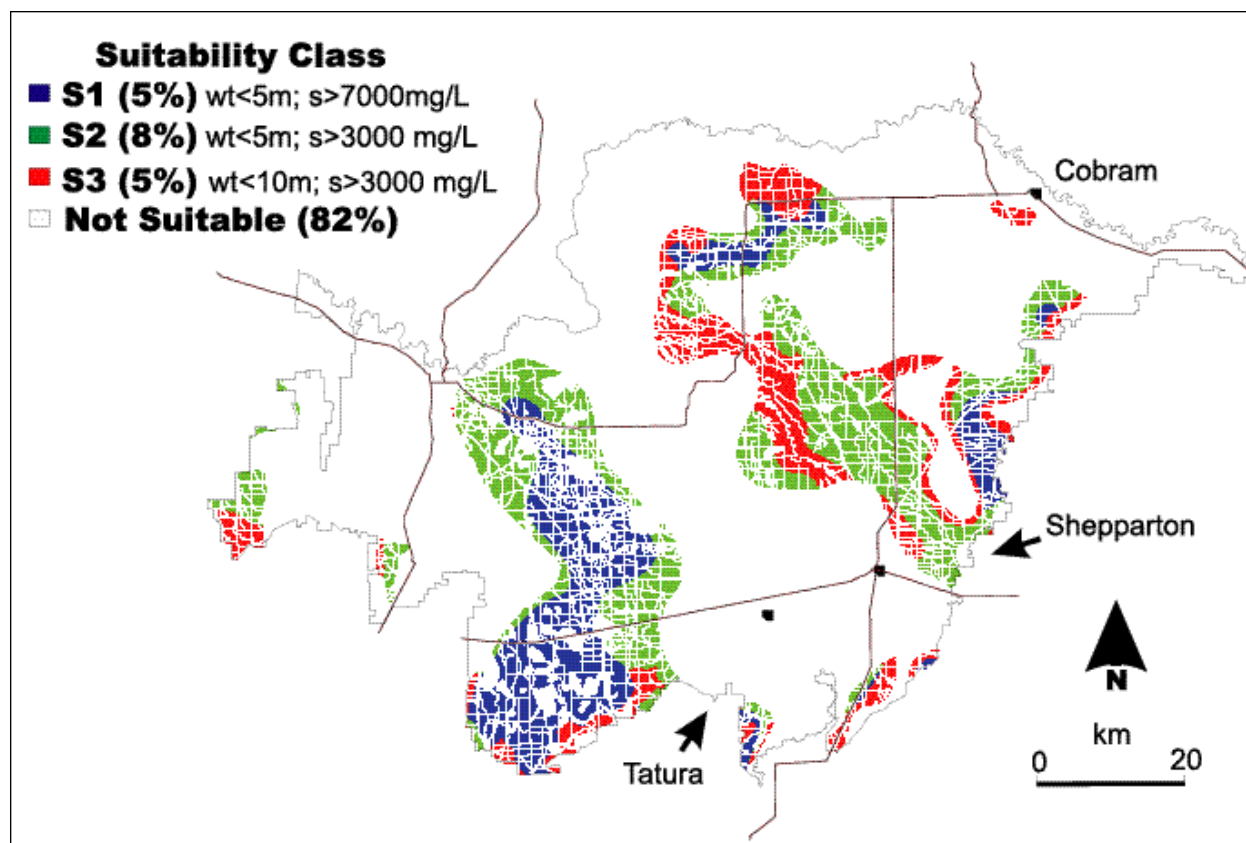 Suitability Class
S1 (5%) wt<5m; s>7000mg/L
S2 (8%) wt<5m; s>3000 mg/L
S3 (5%) wt<10m; s>3000 mg/L
Not Suitable (82%)
Cobram
Shepparton
Tatura
N
km
0 20